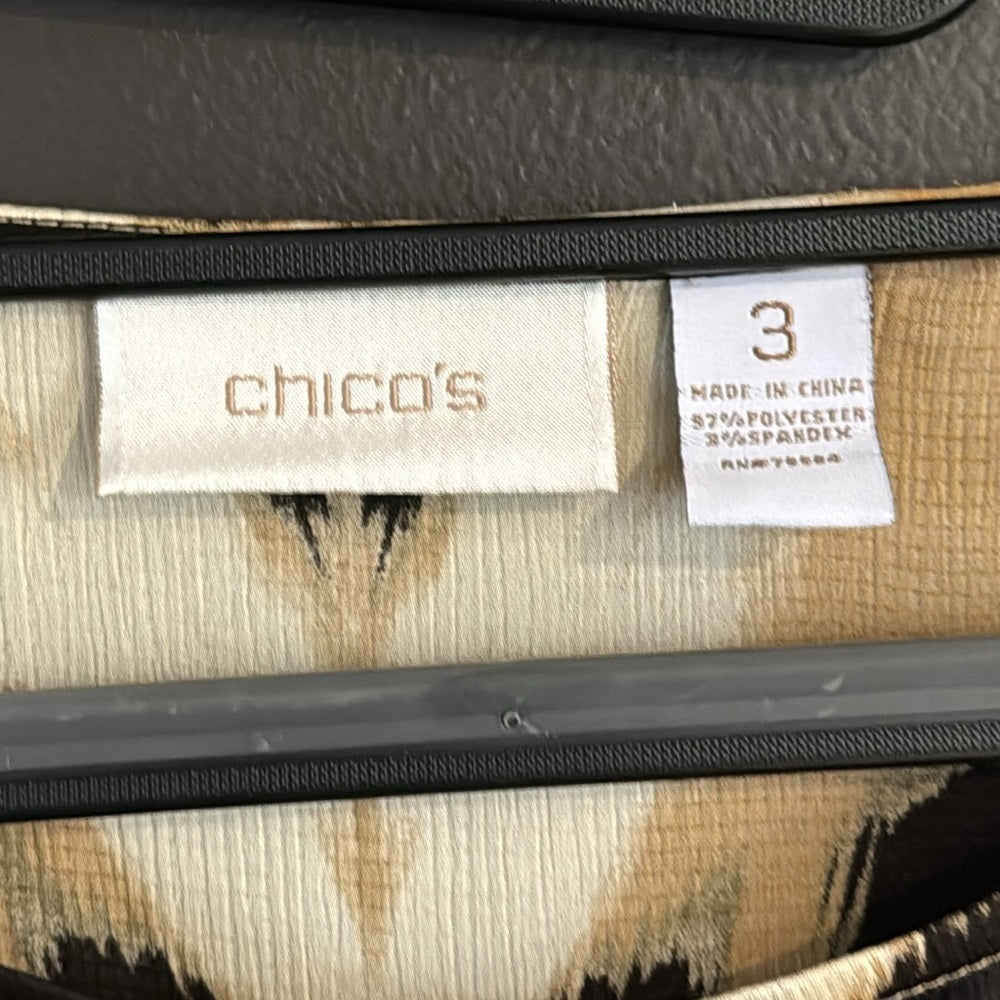 chico's
3
MADE IN CHINA
97%POLYESTER
3%SPANDEX